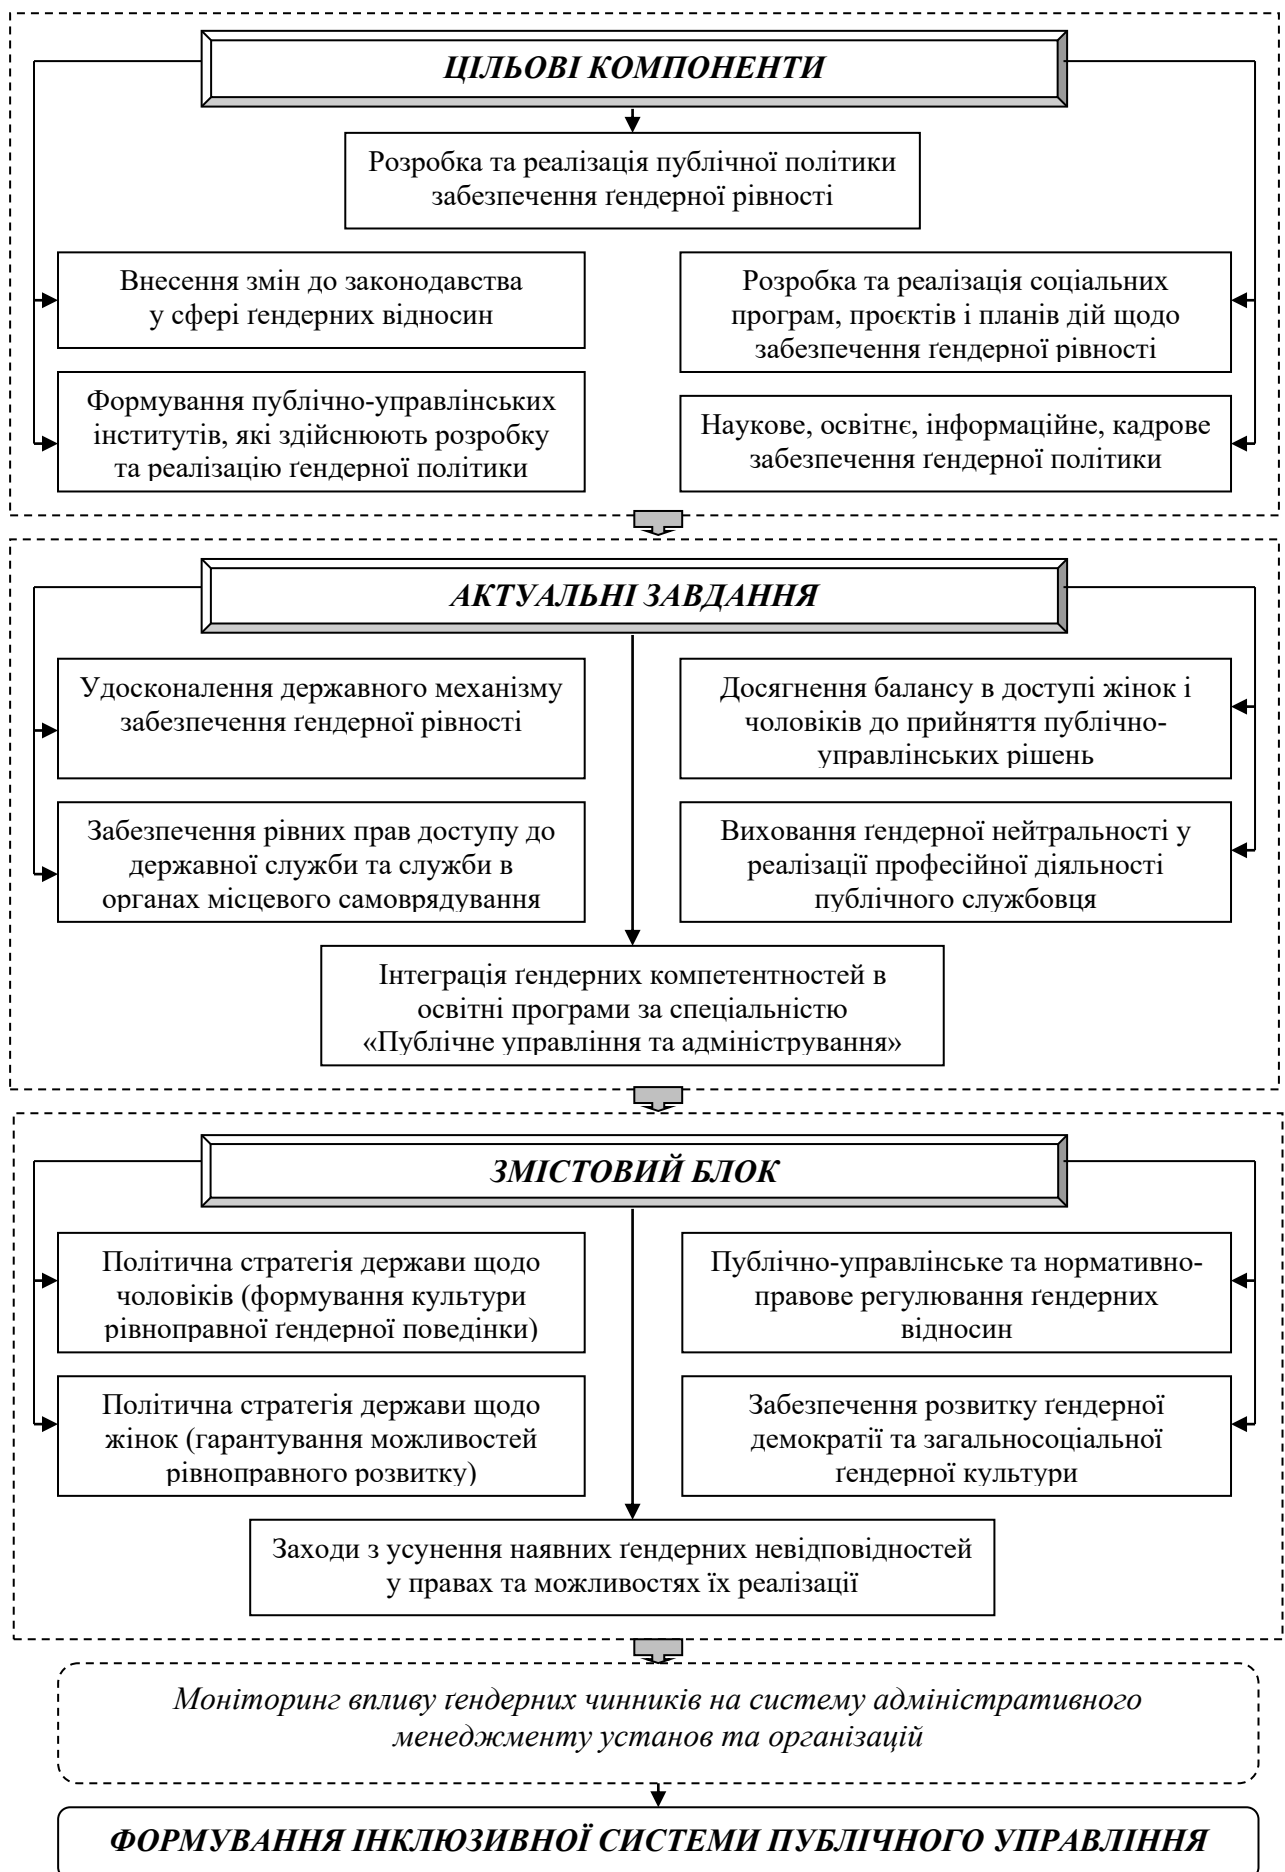 ЦІЛЬОВІ КОМПОНЕНТИ
Розробка та реалізація публічної політики
забезпечення ґендерної рівності
Внесення змін до законодавства
у сфері ґендерних відносин
Розробка та реалізація соціальних
програм, проєктів і планів дій щодо
забезпечення ґендерної рівності
Формування публічно-управлінських
інститутів, які здійснюють розробку
та реалізацію ґендерної політики
Наукове, освітнє, інформаційне, кадрове
забезпечення ґендерної політики
АКТУАЛЬНІ ЗАВДАННЯ
Удосконалення державного механізму
забезпечення ґендерної рівності
Досягнення балансу в доступі жінок і
чоловіків до прийняття публічно-
управлінських рішень
Забезпечення рівних прав доступу до
державної служби та служби в
органах місцевого самоврядування
Виховання ґендерної нейтральності у
реалізації професійної діяльності
публічного службовця
Інтеграція ґендерних компетентностей в
освітні програми за спеціальністю
«Публічне управління та адміністрування»
ЗМІСТОВИЙ БЛОК
Політична стратегія держави щодо
чоловіків (формування культури
рівноправної ґендерної поведінки)
Публічно-управлінське та нормативно-
правове регулювання ґендерних
відносин
Політична стратегія держави щодо
жінок (гарантування можливостей
рівноправного розвитку)
Забезпечення розвитку ґендерної
демократії та загальносоціальної
ґендерної культури
Заходи з усунення наявних ґендерних невідповідностей
у правах та можливостях їх реалізації
Моніторинг впливу ґендерних чинників на систему адміністративного
менеджменту установ та організацій
ФОРМУВАННЯ ІНКЛЮЗИВНОЇ СИСТЕМИ ПУБЛІЧНОГО УПРАВЛІННЯ